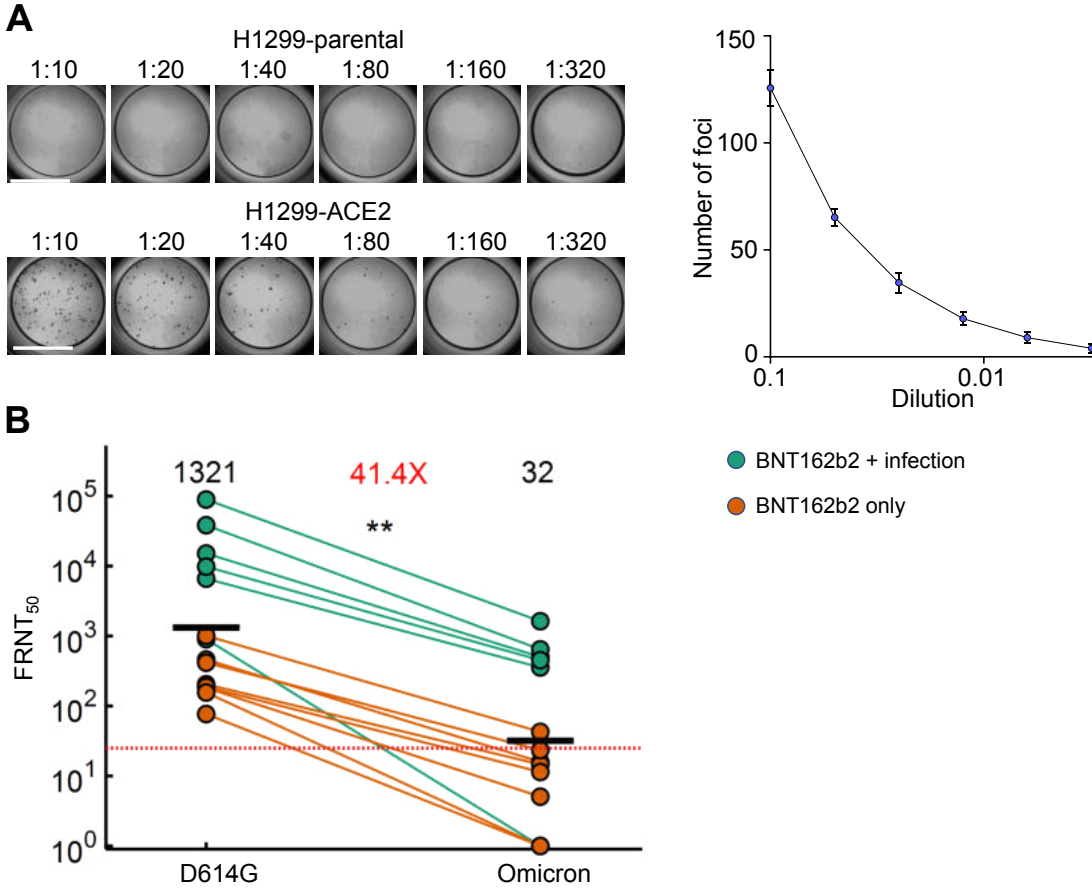 A
H1299-parental
1:10 1:20 1:40 1:80 1:160 1:320
H1299-ACE2
1:10 1:20 1:40 1:80 1:160 1:320
Number of foci
150
100
50
0
0.1 0.01
Dilution
B
1321 41.4X 32
**
FRNT50
10^5
10^4
10^3
10^2
10^1
10^0
D614G Omicron
BNT162b2 + infection
BNT162b2 only